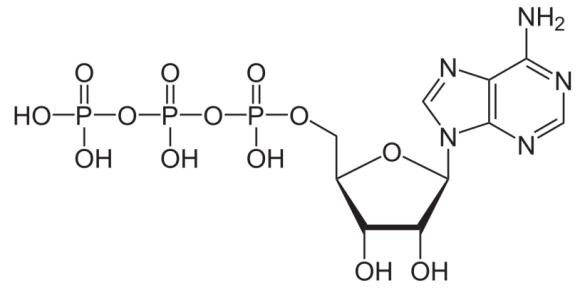 NH₂
O O O N N
HO P O P O P O
OH OH OH O N N
OH OH